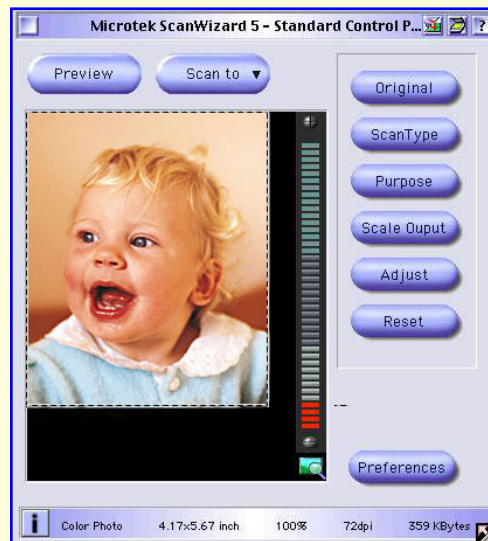 Microtek ScanWizard 5 - Standard Control P... ?
Preview
Scan to
Original
ScanType
Purpose
Scale Ouput
Adjust
Reset
Preferences
i Color Photo 4.17x5.67 inch 100% 72dpi 359 KBytes